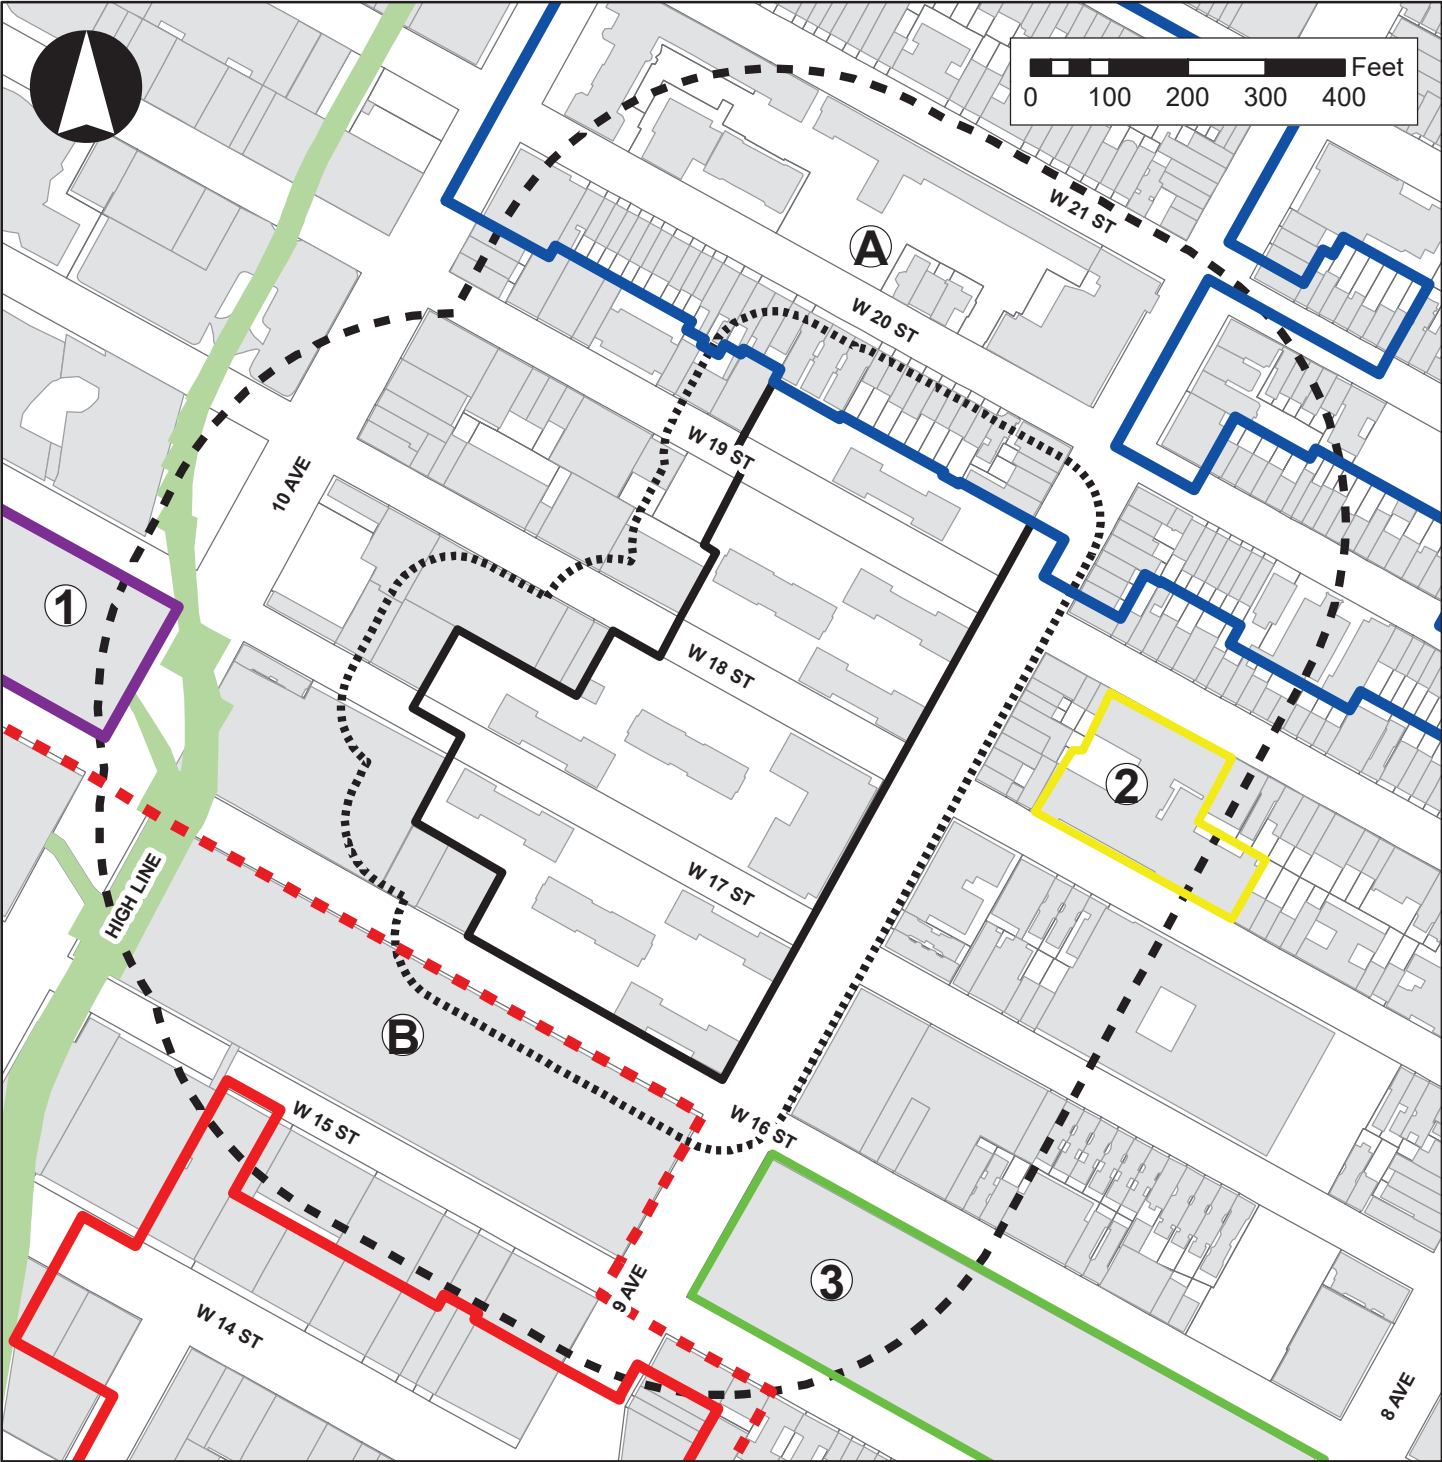 Feet
0 100 200 300 400
W 21 ST
A
W 20 ST
W 19 ST
10 AVE
1
W 18 ST
2
W 17 ST
HIGH LINE
B
W 16 ST
W 15 ST
3
9 AVE
W 14 ST
8 AVE